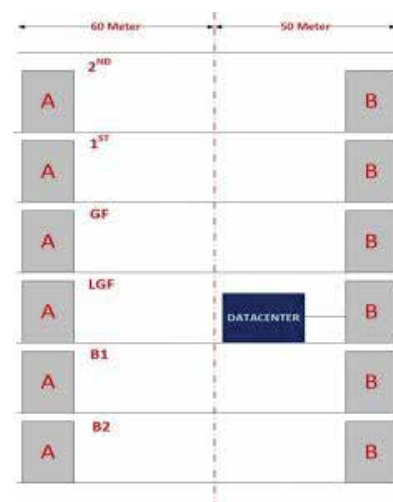 60 Meter 50 Meter
2ND
A B
1ST
A B
GF
A B
LGF
A DATACENTER B
B1
A B
B2
A B